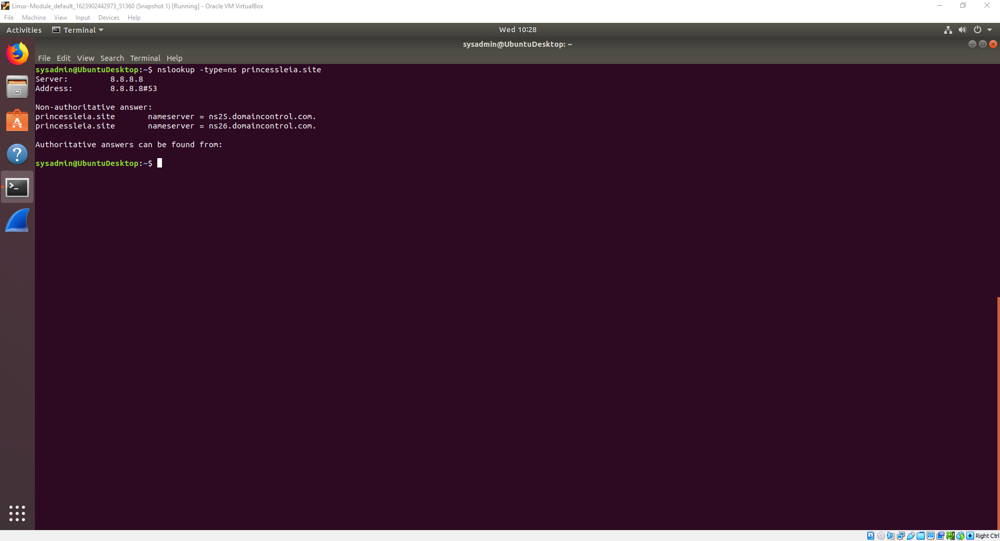 Linux-Module_default_1623902442973_51360 (Snapshot 1) [Running] - Oracle VM VirtualBox
File Machine View Input Devices Help
Activities Terminal Wed 10:28
sysadmin@UbuntuDesktop: ~
File Edit View Search Terminal Help
sysadmin@UbuntuDesktop:~$ nslookup -type=ns princessleia.site
Server: 8.8.8.8
Address: 8.8.8.8#53
Non-authoritative answer:
princessleia.site nameserver = ns25.domaincontrol.com.
princessleia.site nameserver = ns26.domaincontrol.com.
Authoritative answers can be found from:
sysadmin@UbuntuDesktop:~$
Right Ctrl